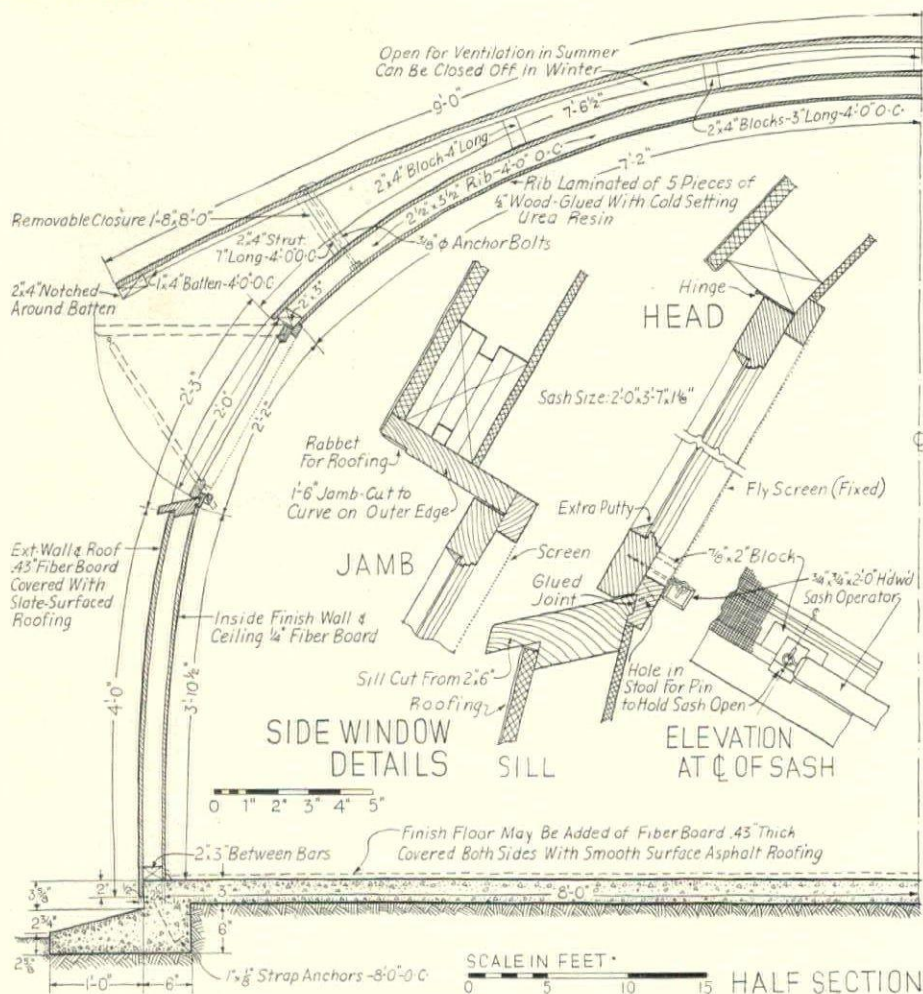 Open for Ventilation in Summer
Can Be Closed Off in Winter
9'-0"
7'-6½"
2"x4" Blocks-3" Long-4'-0" O.C.
2"x4" Block-4" Long
2½"x3½" Rib-4'-0" O.C.
7'-2"
Rib Laminated of 5 Pieces of
½" Wood-Glued With Cold Setting
Urea Resin
Removable Closure 1'-8"x8'-0"
2"x4" Strut
7" Long-4'-0" O.C.
⅜" ϕ Anchor Bolts
1"x4" Batten-4'-0" O.C.
2"x4" Notched
Around Batten
2"x3"
Hinge
HEAD
2'-3"
2'-0"
2'-2"
Sash Size: 2'-0"x3'-7"x1⅛"
Rabbet
For Roofing
1'-6" Jamb-Cut to
Curve on Outer Edge
JAMB
Fly Screen (Fixed)
Extra Putty
Screen
⅞"x2" Block
Glued
Joint
¾"x¾"x2'-0" H'dw'd
Sash Operator
Ext. Wall & Roof
.43" Fiber Board
Covered With
Slate-Surfaced
Roofing
Inside Finish Wall &
Ceiling ¼" Fiber Board
4'-0"
3'-10½"
Sill Cut From 2"x6"
Roofing
Hole in
Stool For Pin
to Hold Sash Open
SIDE WINDOW
DETAILS
SILL
ELEVATION
AT ℄ OF SASH
℄
0 1" 2" 3" 4" 5"
Finish Floor May Be Added of Fiber Board .43" Thick
Covered Both Sides With Smooth Surface Asphalt Roofing
2"x3" Between Bars
2"
3"
8'-0"
2¾"
6"
1'-0"
6"
1"x⅛" Strap Anchors-8'-0"-O.C.
SCALE IN FEET
0 5 10 15
HALF SECTION